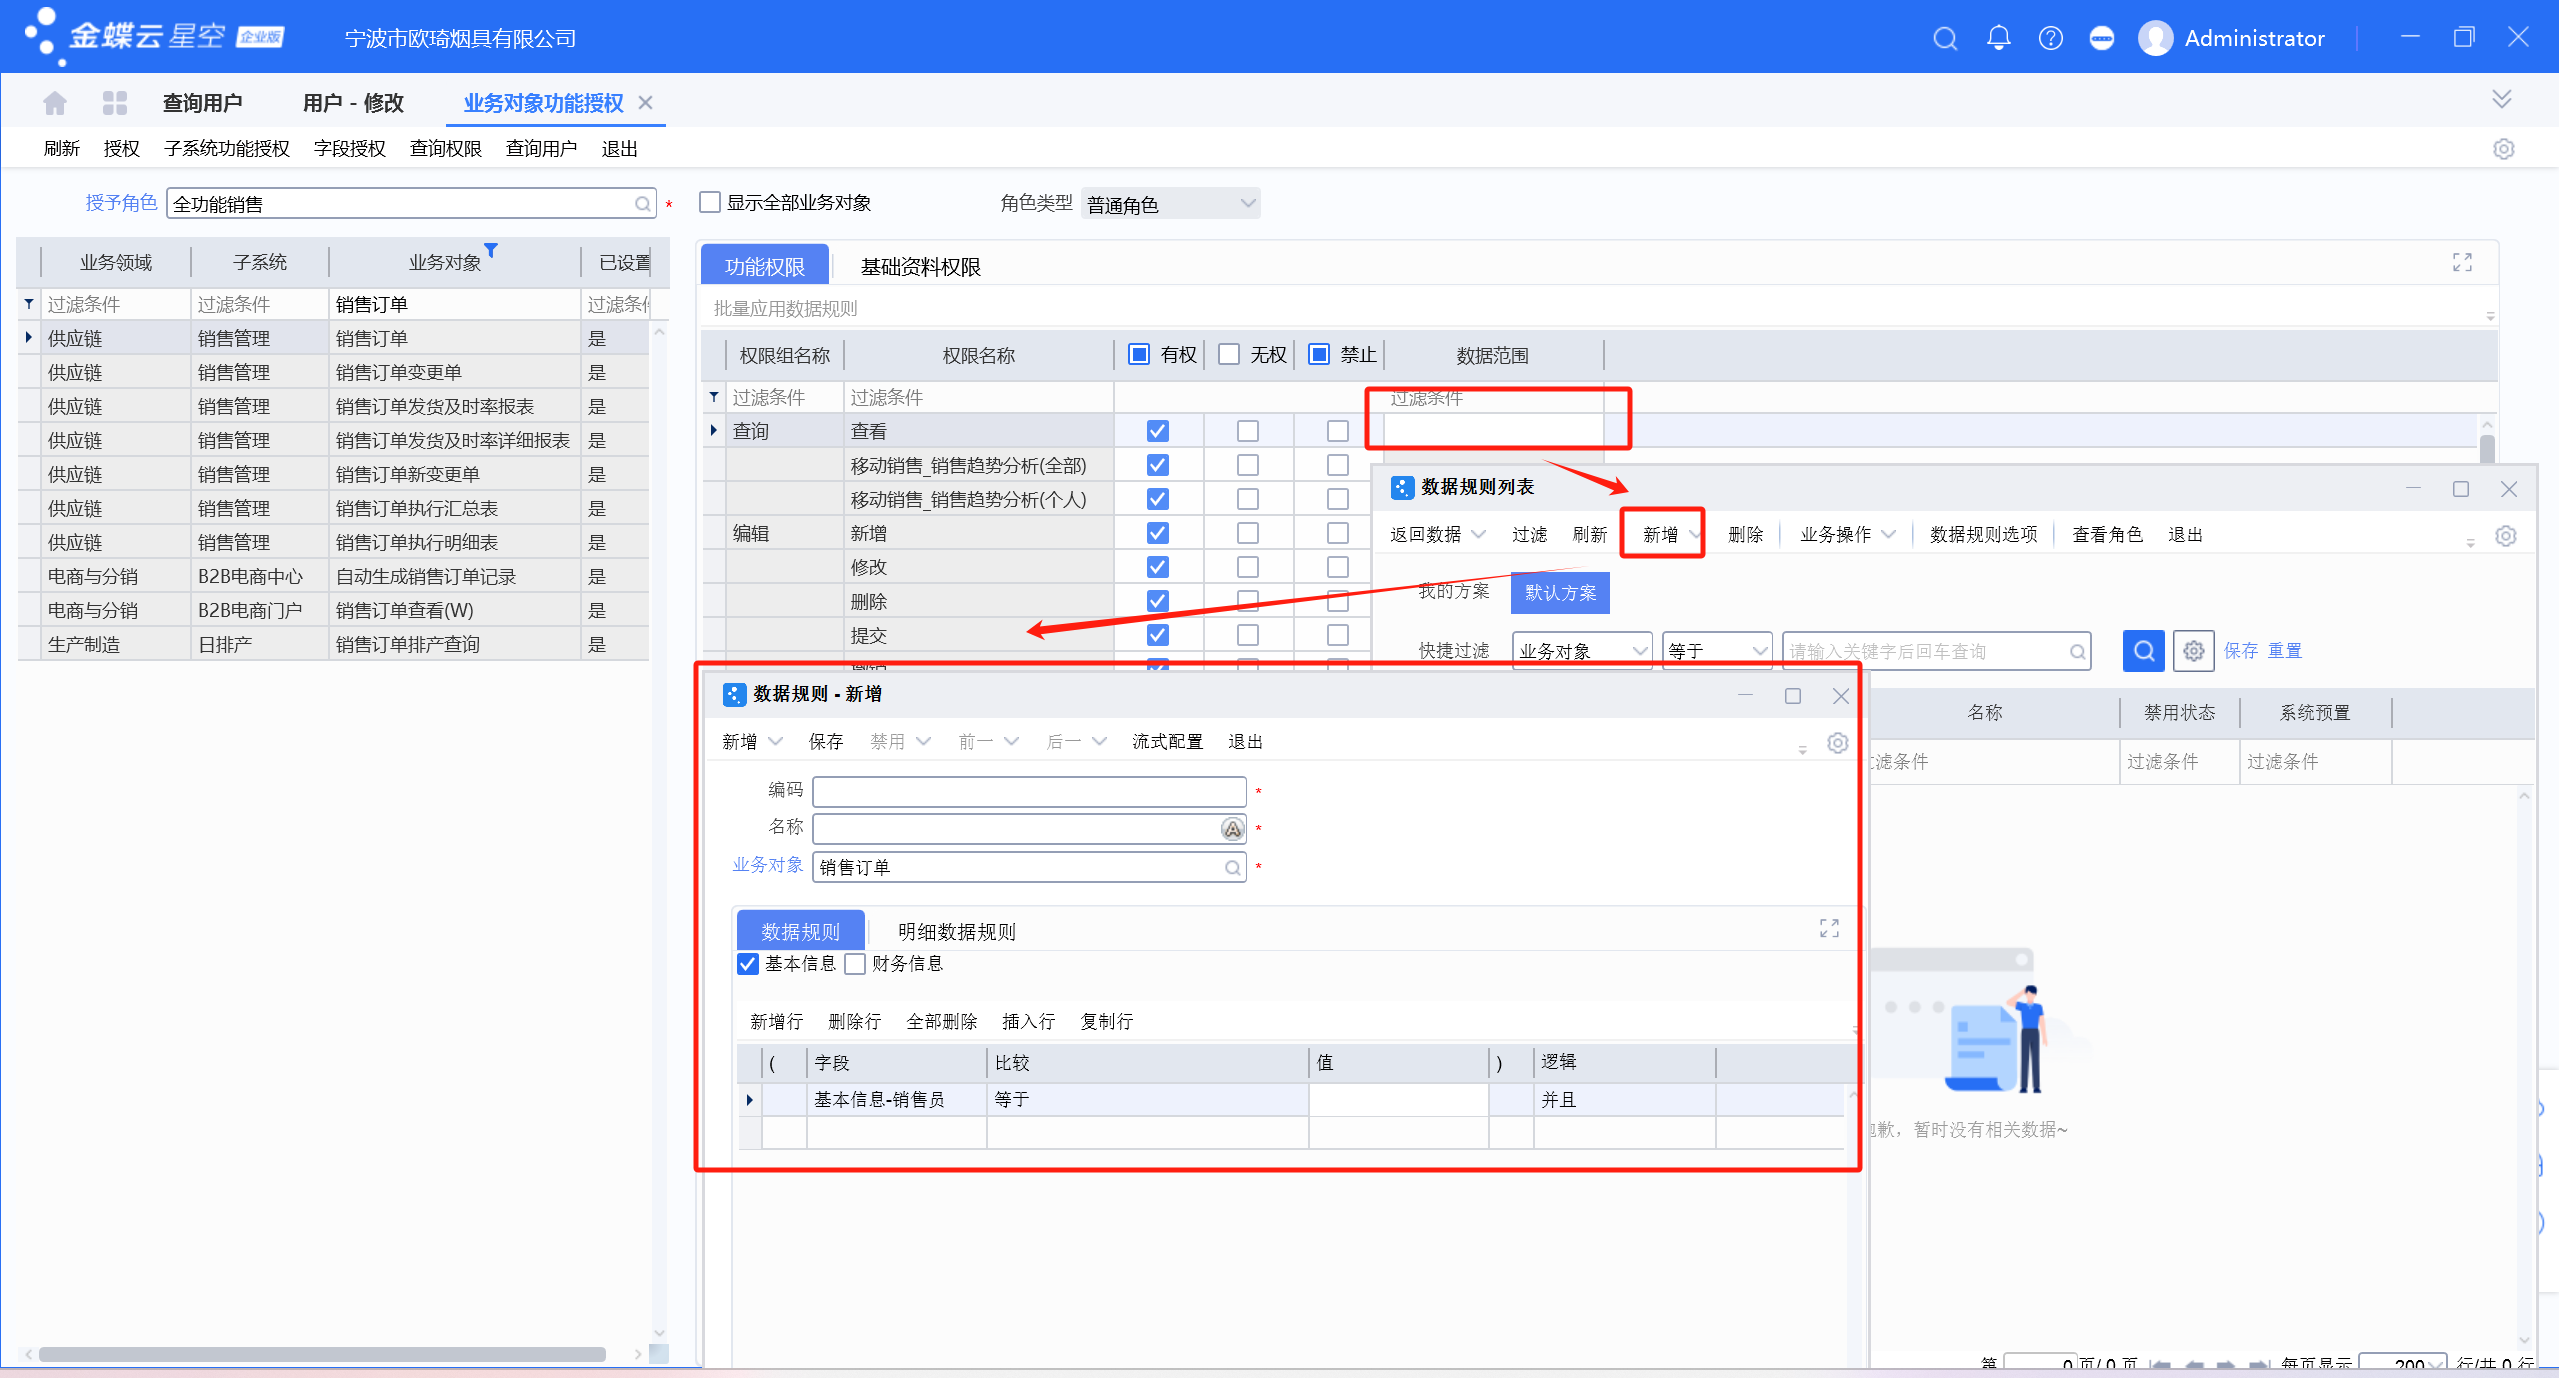 金蝶云 星空 企业版 宁波市欧琦烟具有限公司 Administrator
查询用户 用户 - 修改 业务对象功能授权
刷新 授权 子系统功能授权 字段授权 查询权限 查询用户 退出
授予角色 全功能销售 * 显示全部业务对象 角色类型 普通角色
业务领域 子系统 业务对象 已设置
过滤条件 过滤条件 销售订单 过滤条件
供应链 销售管理 销售订单 是
供应链 销售管理 销售订单变更单 是
供应链 销售管理 销售订单发货及时率报表 是
供应链 销售管理 销售订单发货及时率详细报表 是
供应链 销售管理 销售订单新变更单 是
供应链 销售管理 销售订单执行汇总表 是
供应链 销售管理 销售订单执行明细表 是
电商与分销 B2B电商中心 自动生成销售订单记录 是
电商与分销 B2B电商门户 销售订单查看(W) 是
生产制造 日排产 销售订单排产查询 是
功能权限 基础资料权限
批量应用数据规则
权限组名称 权限名称 有权 无权 禁止 数据范围
过滤条件 过滤条件 过滤条件
查询 查看
移动销售_销售趋势分析(全部)
移动销售_销售趋势分析(个人)
编辑 新增
修改
删除
提交
数据规则列表
返回数据 过滤 刷新 新增 删除 业务操作 数据规则选项 查看角色 退出
我的方案 默认方案
快捷过滤 业务对象 等于 请输入关键字后回车查询 保存 重置
名称 禁用状态 系统预置
过滤条件 过滤条件 过滤条件
抱歉，暂时没有相关数据~
第 0 页/ 0 页 每页显示 200 行/共 0 行
数据规则 - 新增
新增 保存 禁用 前一 后一 流式配置 退出
编码 *
名称 *
业务对象 销售订单 *
数据规则 明细数据规则
基本信息 财务信息
新增行 删除行 全部删除 插入行 复制行
( 字段 比较 值 ) 逻辑
基本信息-销售员 等于 并且